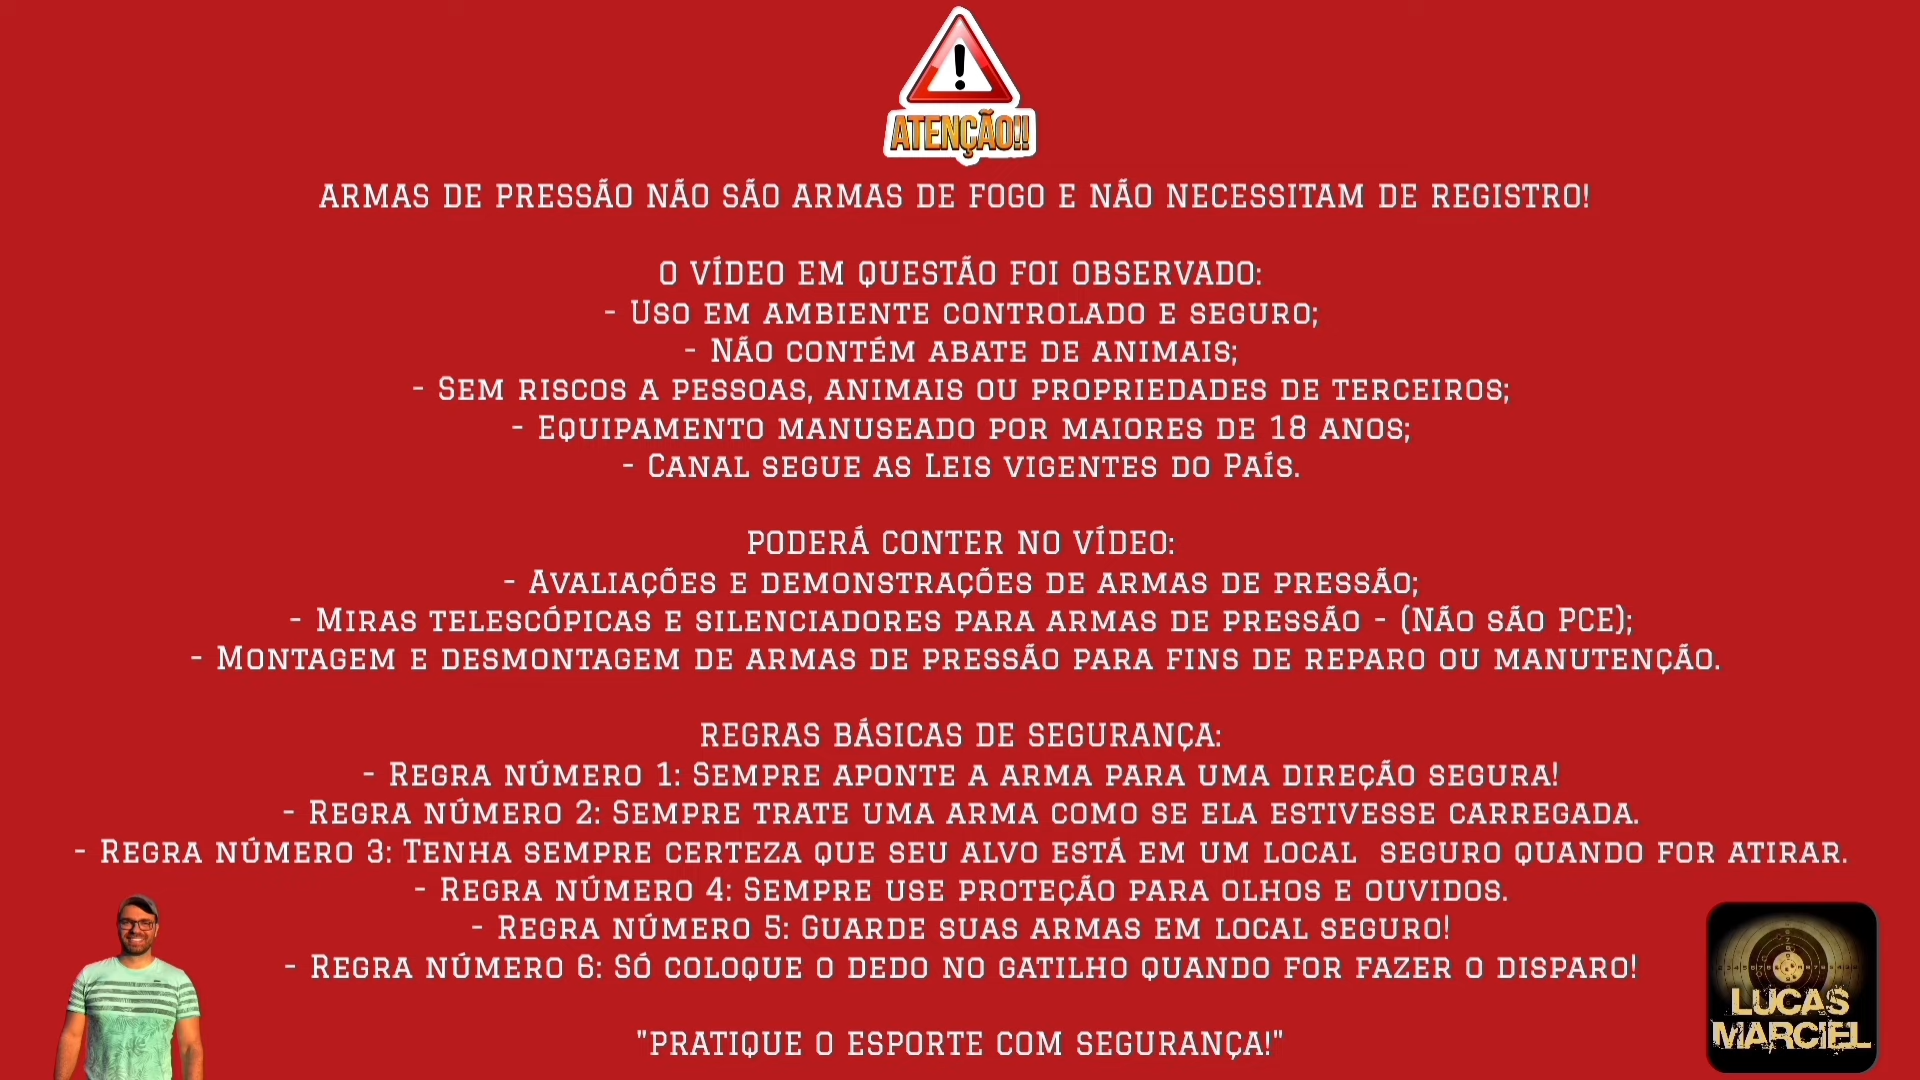 ATENÇÃO!!
ARMAS DE PRESSÃO NÃO SÃO ARMAS DE FOGO E NÃO NECESSITAM DE REGISTRO!
O VÍDEO EM QUESTÃO FOI OBSERVADO:
- Uso em ambiente controlado e seguro;
- Não contém abate de animais;
- Sem riscos a pessoas, animais ou propriedades de terceiros;
- Equipamento manuseado por maiores de 18 anos;
- Canal segue as Leis vigentes do País.
PODERÁ CONTER NO VÍDEO:
- Avaliações e demonstrações de armas de pressão;
- Miras telescópicas e silenciadores para armas de pressão - (Não são PCE);
- Montagem e desmontagem de armas de pressão para fins de reparo ou manutenção.
REGRAS BÁSICAS DE SEGURANÇA:
- Regra número 1: Sempre aponte a arma para uma direção segura!
- Regra número 2: Sempre trate uma arma como se ela estivesse carregada.
- Regra número 3: Tenha sempre certeza que seu alvo está em um local  seguro quando for atirar.
- Regra número 4: Sempre use proteção para olhos e ouvidos.
- Regra número 5: Guarde suas armas em local seguro!
- Regra número 6: Só coloque o dedo no gatilho quando for fazer o disparo!
"PRATIQUE O ESPORTE COM SEGURANÇA!"
LUCAS
MARCIEL